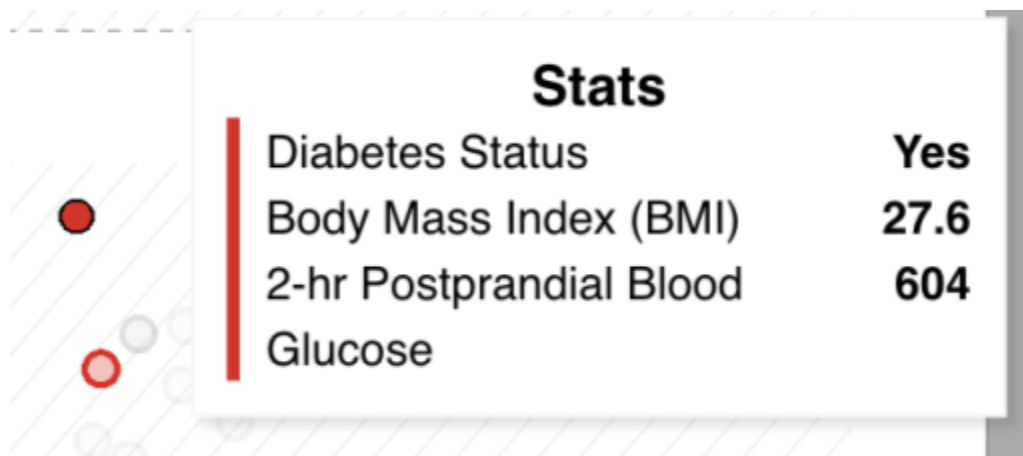 Stats
Diabetes Status Yes
Body Mass Index (BMI) 27.6
2-hr Postprandial Blood 604
Glucose